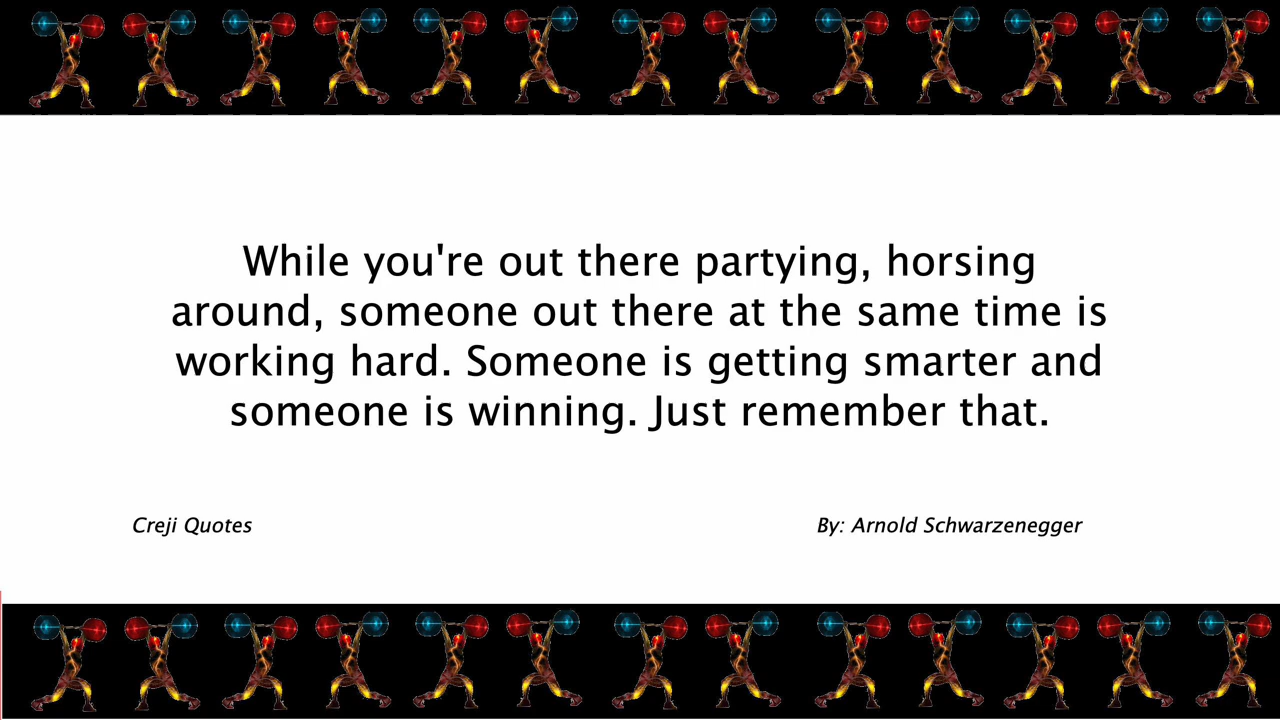 While you're out there partying, horsing
around, someone out there at the same time is
working hard. Someone is getting smarter and
someone is winning. Just remember that.
Creji Quotes
By: Arnold Schwarzenegger